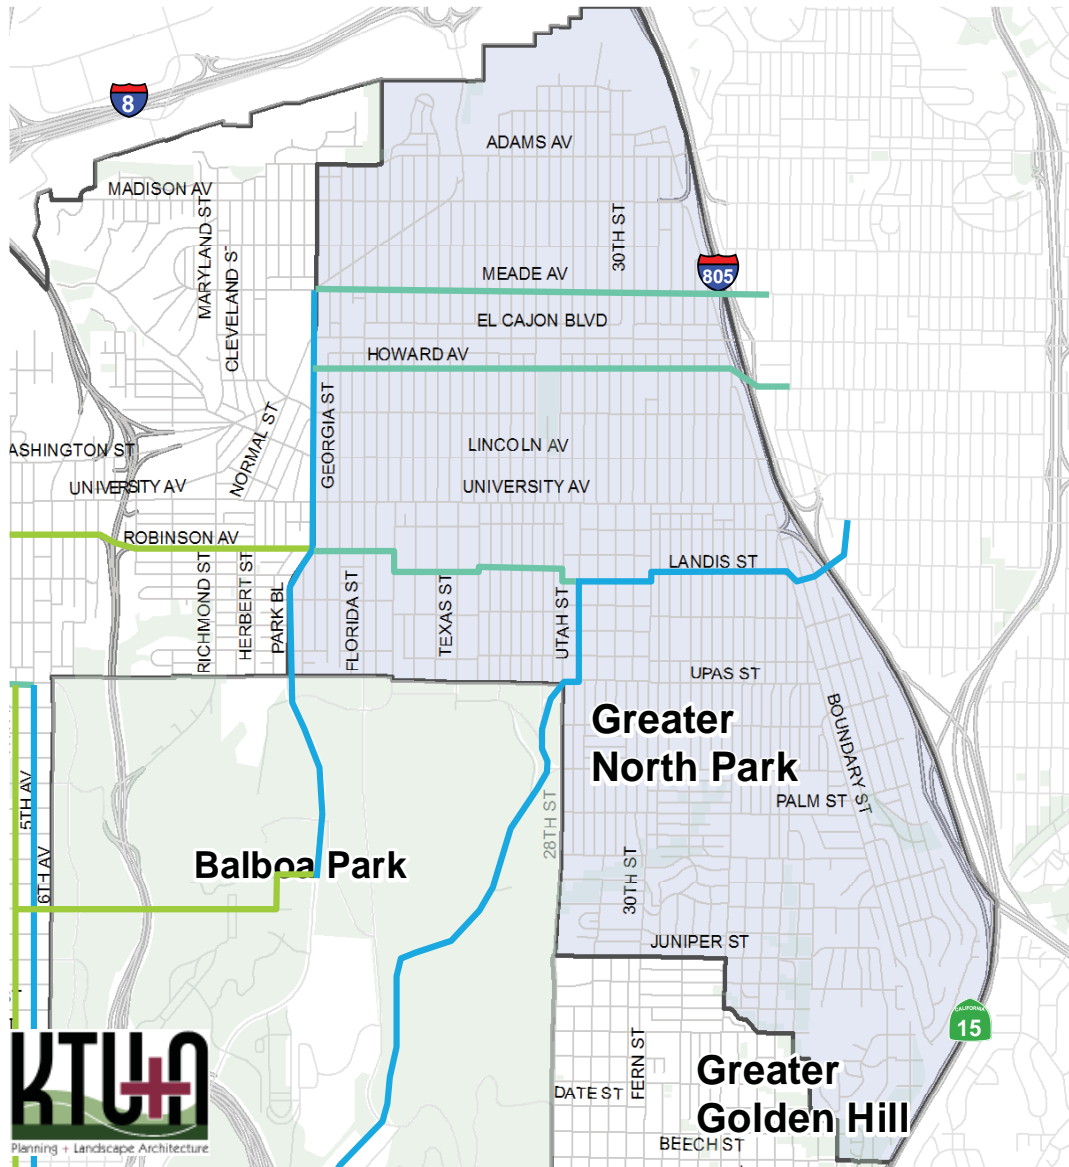 8
ADAMS AV
MADISON AV
MARYLAND ST
30TH ST
CLEVELAND S
805
MEADE AV
EL CAJON BLVD
HOWARD AV
GEORGIA ST
NORMAL ST
ASHINGTON ST
LINCOLN AV
UNIVERSITY AV
UNIVERSITY AV
ROBINSON AV
LANDIS ST
RICHMOND ST
HERBERT ST
PARK BL
FLORIDA ST
TEXAS ST
UTAH ST
UPAS ST
Greater
North Park
BOUNDARY ST
5TH AV
PALM ST
28TH ST
Balboa Park
6TH AV
30TH ST
JUNIPER ST
CALIFORNIA
15
KTU+A
Planning + Landscape Architecture
FERN ST
Greater
Golden Hill
DATE ST
BEECH ST